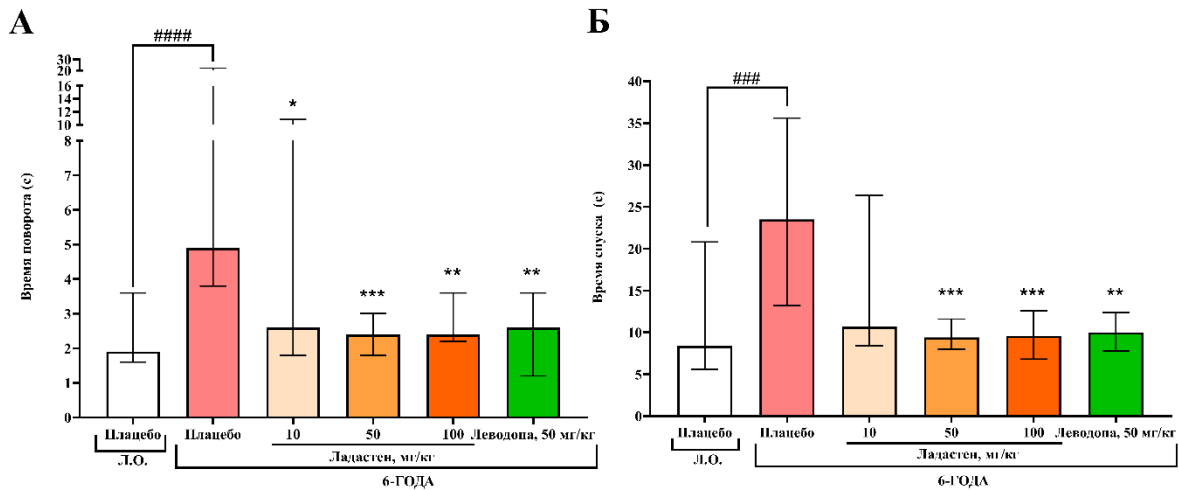 А
####
30
20
16
14
12
10
8
6
5
4
3
2
1
0
7
Время поворота (с)
*
***
**
**
Плацебо
Плацебо
10
50
100
Леводопа, 50 мг/кг
Л.О.
Ладастен, мг/кг
6-ГОДА
Б
###
40
35
30
25
20
15
10
5
0
Время спуска (с)
***
***
**
Плацебо
Плацебо
10
50
100
Леводопа, 50 мг/кг
Л.О.
Ладастен, мг/кг
6-ГОДА